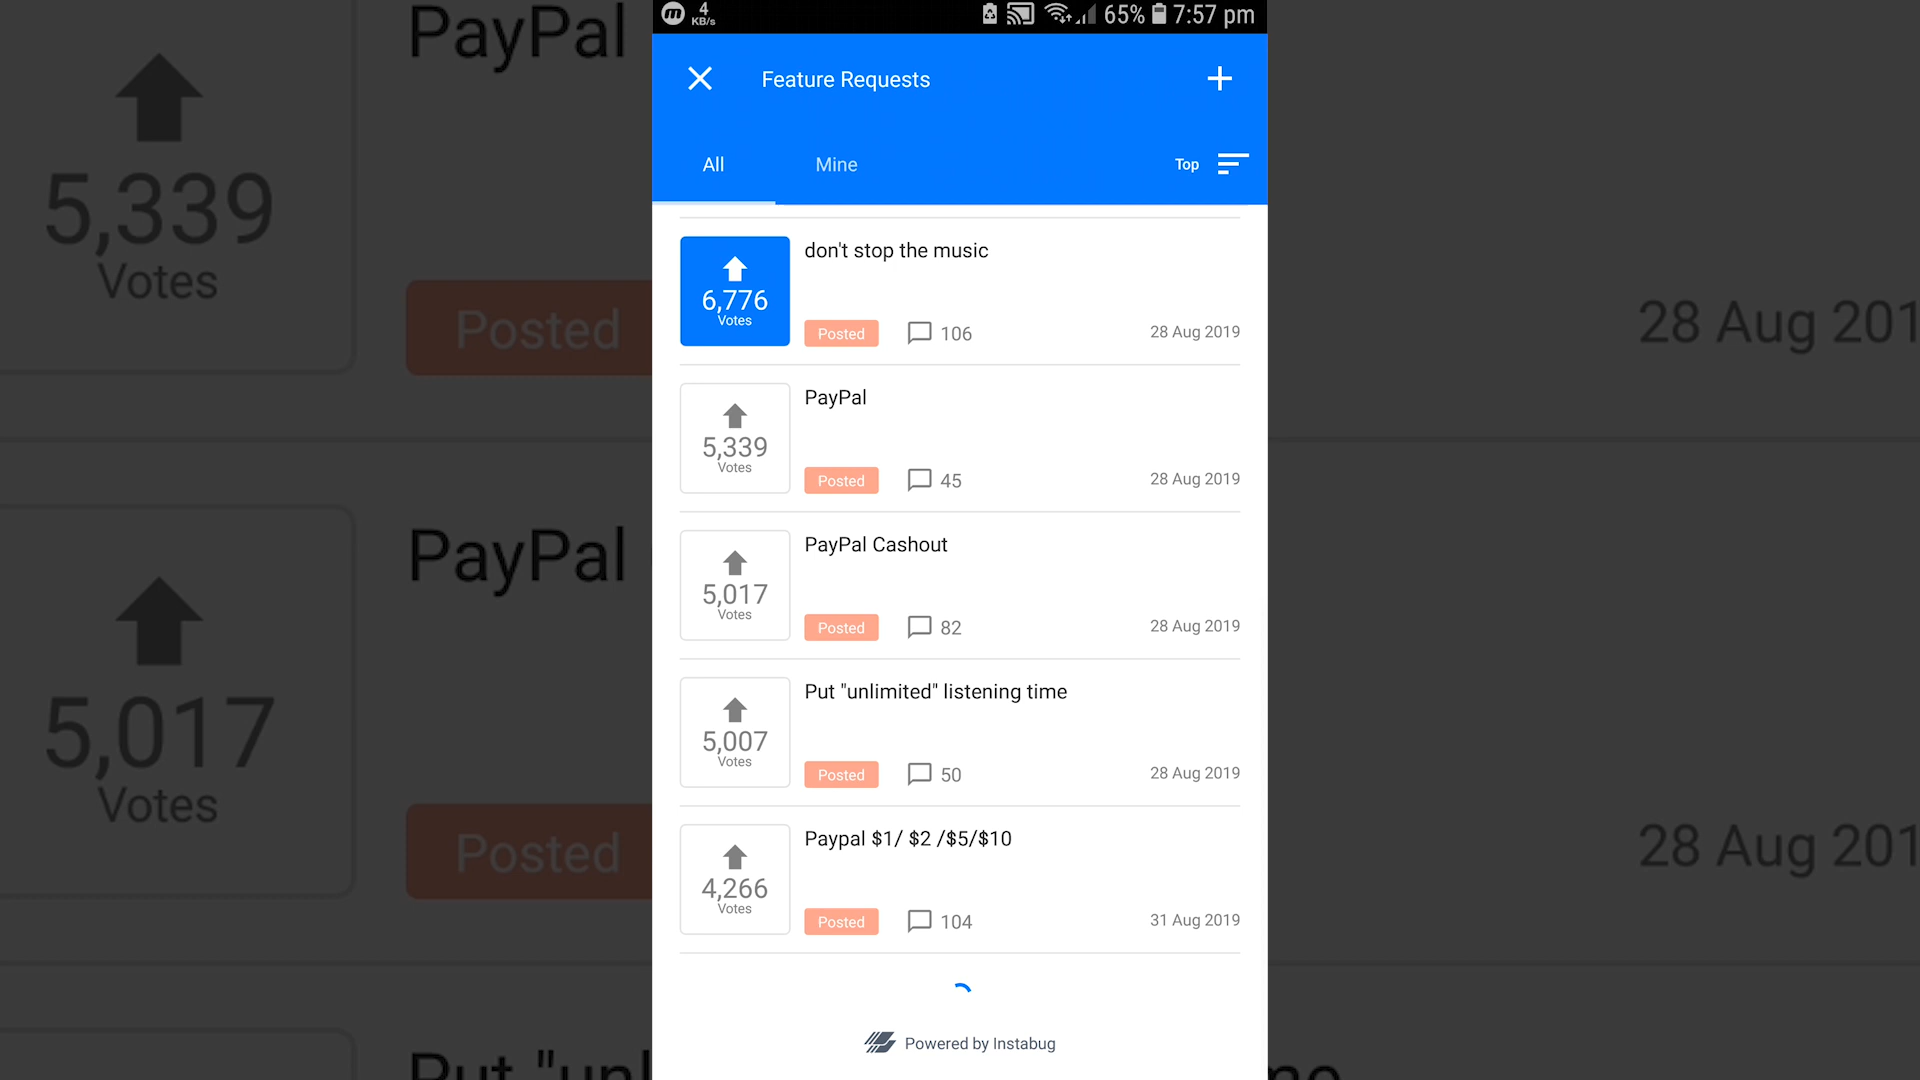 4
KB/s
65%
7:57 pm
Feature Requests
All
Mine
Top
don't stop the music
6,776
Votes
Posted
106
28 Aug 2019
PayPal
5,339
Votes
Posted
45
28 Aug 2019
PayPal Cashout
5,017
Votes
Posted
82
28 Aug 2019
Put "unlimited" listening time
5,007
Votes
Posted
50
28 Aug 2019
Paypal $1/ $2 /$5/$10
4,266
Votes
Posted
104
31 Aug 2019
Powered by Instabug
PayPal
5,339
Votes
Posted
28 Aug 201
PayPal
5,017
Votes
Posted
28 Aug 201